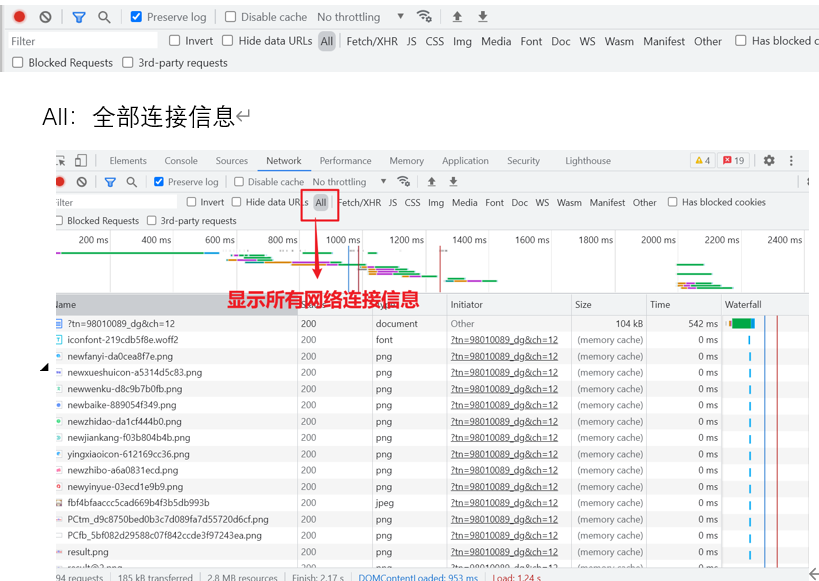 Preserve log Disable cache No throttling
Filter Invert Hide data URLs All Fetch/XHR JS CSS Img Media Font Doc WS Wasm Manifest Other Has blocked c
Blocked Requests 3rd-party requests
All：全部连接信息
Elements Console Sources Network Performance Memory Application Security Lighthouse 4 19
Preserve log Disable cache No throttling
ilter Invert Hide data URLs All Fetch/XHR JS CSS Img Media Font Doc WS Wasm Manifest Other Has blocked cookies
Blocked Requests 3rd-party requests
200 ms 400 ms 600 ms 800 ms 1000 ms 1200 ms 1400 ms 1600 ms 1800 ms 2000 ms 2200 ms 2400 ms
显示所有网络连接信息
Name Initiator Size Time Waterfall
?tn=98010089_dg&ch=12 200 document Other 104 kB 542 ms
iconfont-219cdb5f8e.woff2 200 font ?tn=98010089_dg&ch=12 (memory cache) 0 ms
newfanyi-da0cea8f7e.png 200 png ?tn=98010089_dg&ch=12 (memory cache) 0 ms
newxueshuicon-a5314d5c83.png 200 png ?tn=98010089_dg&ch=12 (memory cache) 0 ms
newwenku-d8c9b7b0fb.png 200 png ?tn=98010089_dg&ch=12 (memory cache) 0 ms
newbaike-889054f349.png 200 png ?tn=98010089_dg&ch=12 (memory cache) 0 ms
newzhidao-da1cf444b0.png 200 png ?tn=98010089_dg&ch=12 (memory cache) 0 ms
newjiankang-f03b804b4b.png 200 png ?tn=98010089_dg&ch=12 (memory cache) 0 ms
yingxiaoicon-612169cc36.png 200 png ?tn=98010089_dg&ch=12 (memory cache) 0 ms
newzhibo-a6a0831ecd.png 200 png ?tn=98010089_dg&ch=12 (memory cache) 0 ms
newyinyue-03ecd1e9b9.png 200 png ?tn=98010089_dg&ch=12 (memory cache) 0 ms
fbf4bfaaccc5cad669b4f3b5db993b 200 jpeg ?tn=98010089_dg&ch=12 (memory cache) 0 ms
PCtm_d9c8750bed0b3c7d089fa7d55720d6cf.png 200 png ?tn=98010089_dg&ch=12 (memory cache) 0 ms
PCfb_5bf082d29588c07f842ccde3f97243ea.png 200 png ?tn=98010089_dg&ch=12 (memory cache) 0 ms
result.png 200 png ?tn=98010089_dg&ch=12 (memory cache) 0 ms
result@2.png 200 png ?tn=98010089_dg&ch=12 (memory cache) 0 ms
94 requests 185 kB transferred 2.8 MB resources Finish: 2.17 s DOMContentLoaded: 953 ms Load: 1.24 s